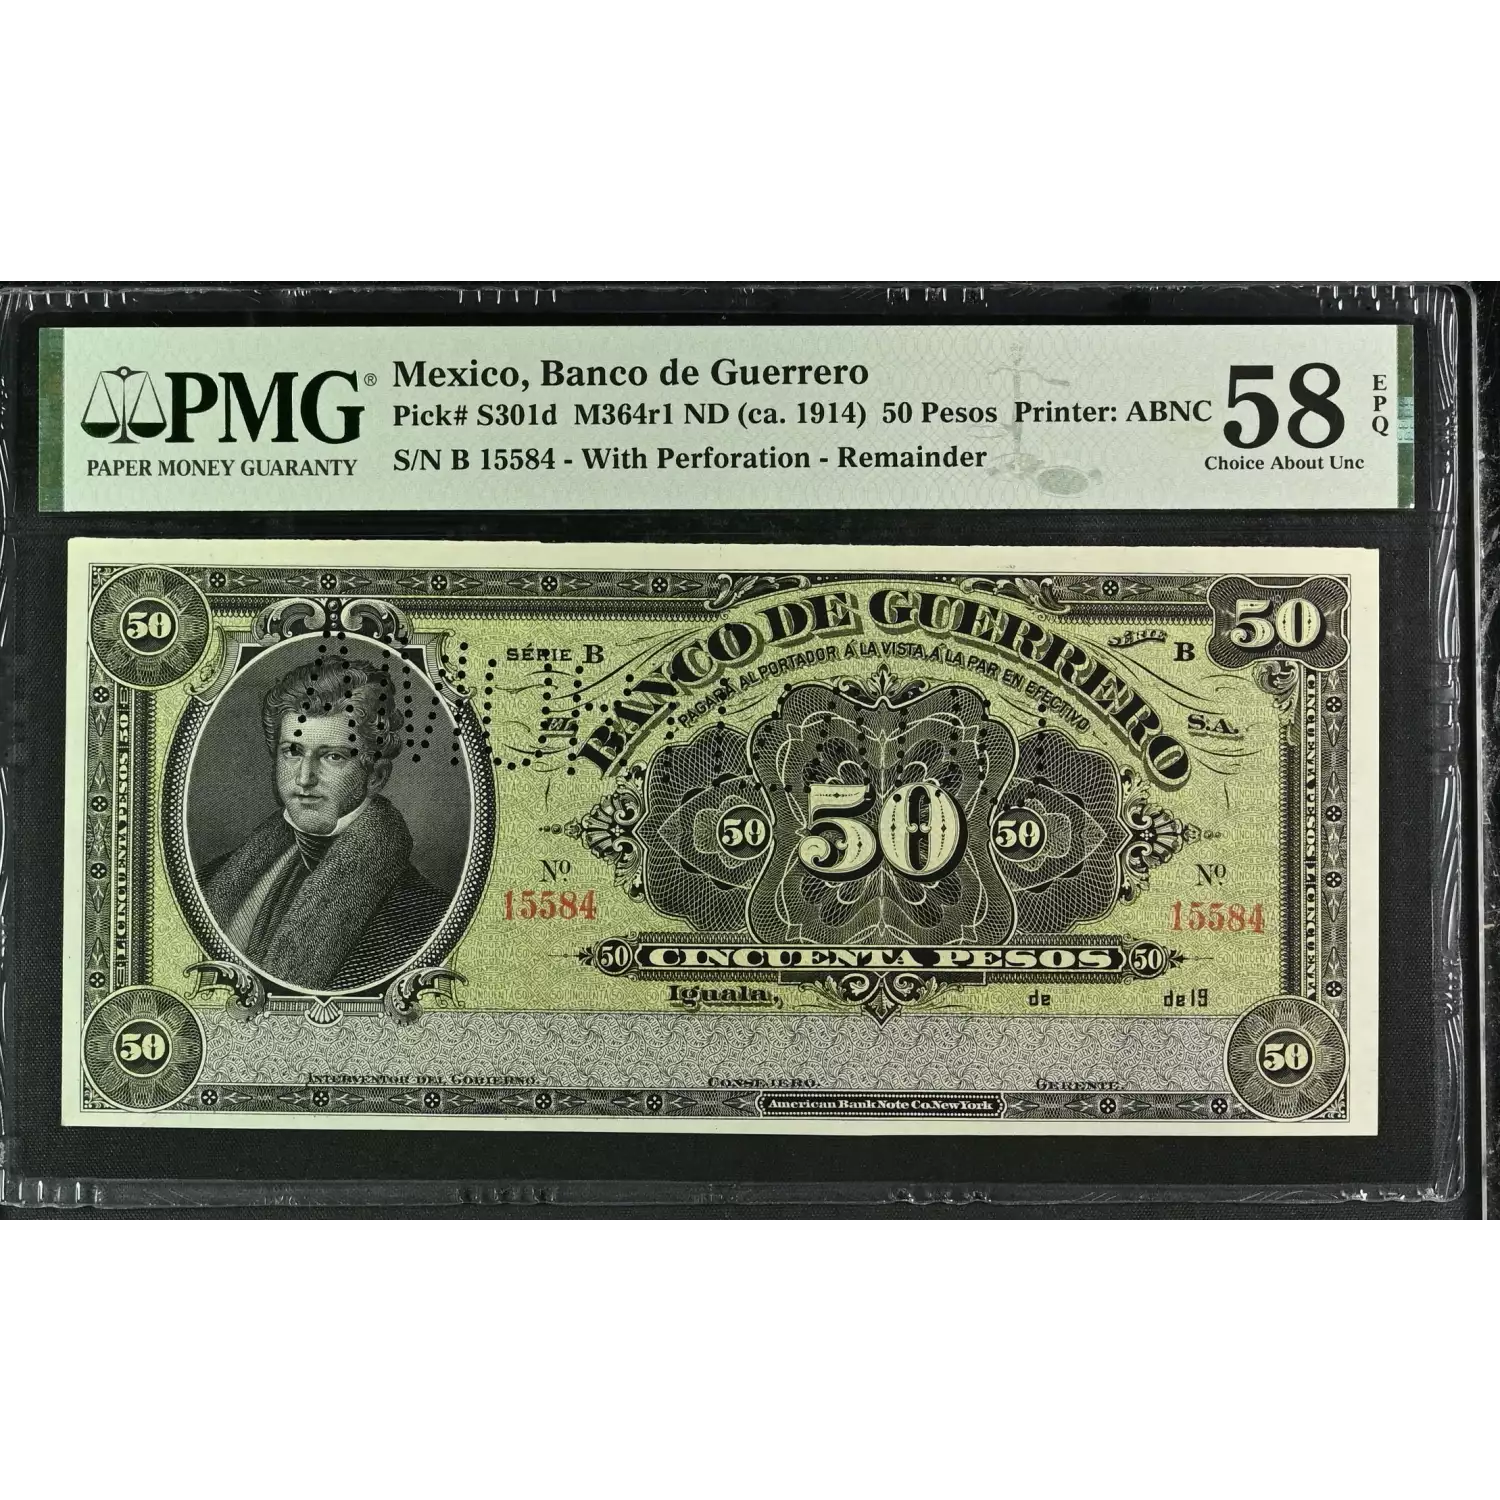 PMG®
PAPER MONEY GUARANTY
Mexico, Banco de Guerrero
Pick# S301d M364r1 ND (ca. 1914) 50 Pesos Printer: ABNC
S/N B 15584 - With Perforation - Remainder
58
EPQ
Choice About Unc
50
50
SÉRIE B
SÉRIE B
EL
BANCO DE GUERRERO
S.A.
PAGARÁ AL PORTADOR Á LA VISTA, Á LA PAR EN EFECTIVO
50
50
50
Nº
15584
Nº
15584
50 CINCUENTA PESOS 50
Iguala,
de
de 19
50
50
INTERVENTOR DEL GOBIERNO.
CONSEJERO.
GERENTE.
American Bank Note Co. New York